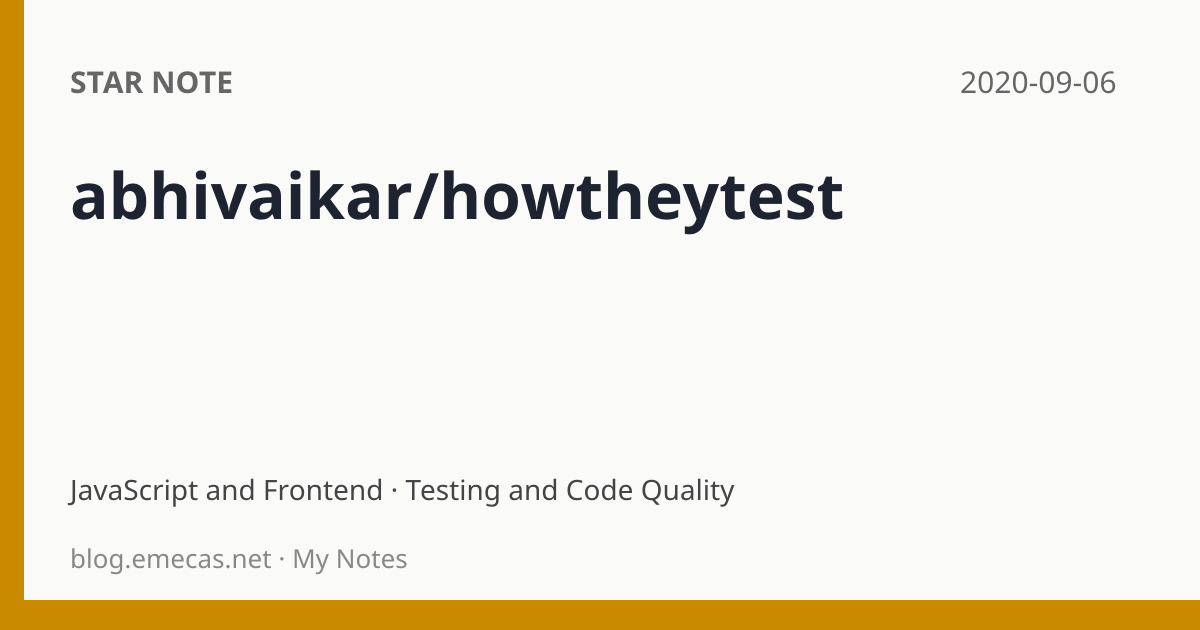 STAR NOTE
2020-09-06
abhivaikar/howtheytest
JavaScript and Frontend · Testing and Code Quality
blog.emecas.net · My Notes